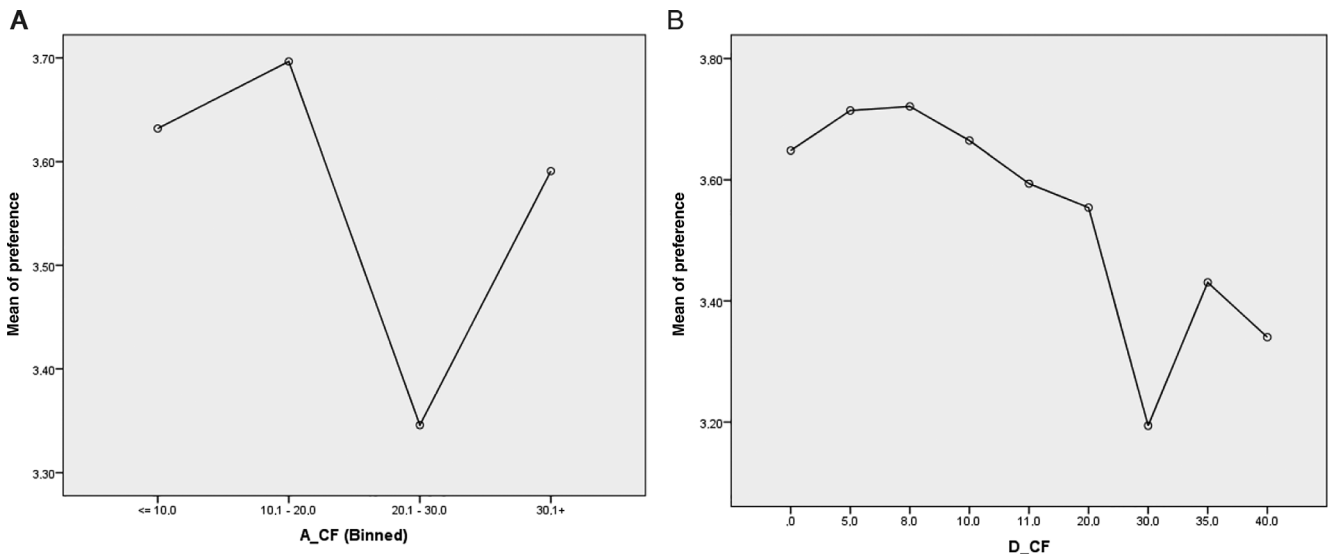 A
3.70
3.60
3.50
3.40
3.30
Mean of preference
<= 10.0 10.1 - 20.0 20.1 - 30.0 30.1+
A_CF (Binned)
B
3.80
3.60
3.40
3.20
Mean of preference
.0 5.0 8.0 10.0 11.0 20.0 30.0 35.0 40.0
D_CF